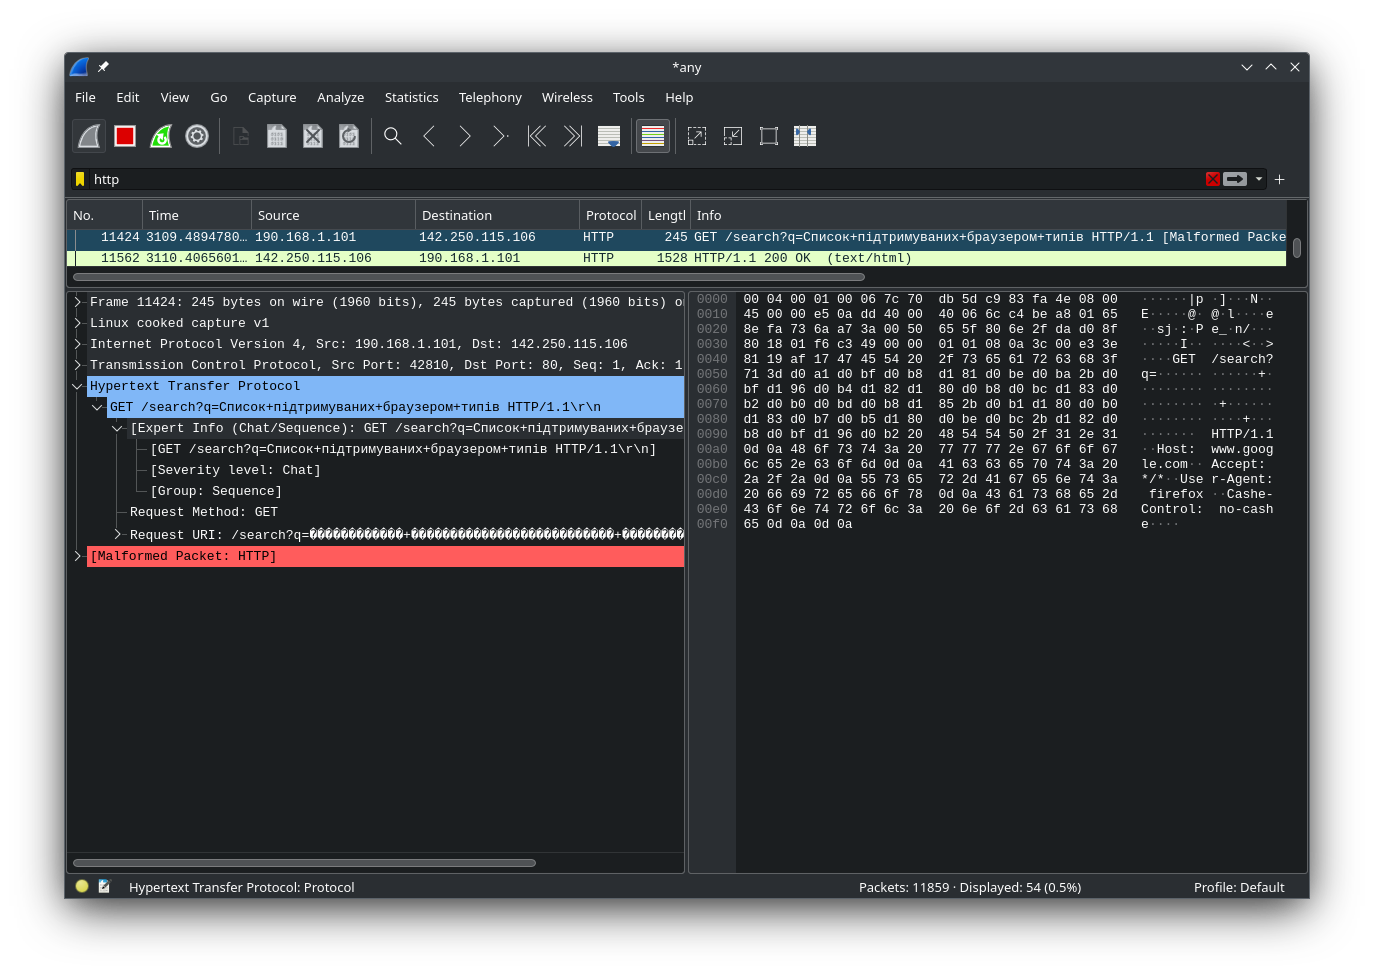 *any
File Edit View Go Capture Analyze Statistics Telephony Wireless Tools Help
http
No. Time Source Destination Protocol Lengtl Info
11424 3109.4894780… 190.168.1.101 142.250.115.106 HTTP 245 GET /search?q=Список+підтримуваних+браузером+типів HTTP/1.1 [Malformed Packe
11562 3110.4065601… 142.250.115.106 190.168.1.101 HTTP 1528 HTTP/1.1 200 OK (text/html)
Frame 11424: 245 bytes on wire (1960 bits), 245 bytes captured (1960 bits) o
Linux cooked capture v1
Internet Protocol Version 4, Src: 190.168.1.101, Dst: 142.250.115.106
Transmission Control Protocol, Src Port: 42810, Dst Port: 80, Seq: 1, Ack: 1
Hypertext Transfer Protocol
GET /search?q=Список+підтримуваних+браузером+типів HTTP/1.1\r\n
[Expert Info (Chat/Sequence): GET /search?q=Список+підтримуваних+браузе
[GET /search?q=Список+підтримуваних+браузером+типів HTTP/1.1\r\n]
[Severity level: Chat]
[Group: Sequence]
Request Method: GET
Request URI: /search?q=���������������+��������������������������������+����������
[Malformed Packet: HTTP]
0000 00 04 00 01 00 06 7c 70 db 5d c9 83 fa 4e 08 00 ······|p ·]···N··
0010 45 00 00 e5 0a dd 40 00 40 06 6c c4 be a8 01 65 E·····@· @·l····e
0020 8e fa 73 6a a7 3a 00 50 65 5f 80 6e 2f da d0 8f ··sj·:·P e_·n/···
0030 80 18 01 f6 c3 49 00 00 01 01 08 0a 3c 00 e3 3e ·····I·· ····<··>
0040 81 19 af 17 47 45 54 20 2f 73 65 61 72 63 68 3f ····GET /search?
0050 71 3d d0 a1 d0 bf d0 b8 d1 81 d0 be d0 ba 2b d0 q=······ ······+·
0060 bf d1 96 d0 b4 d1 82 d1 80 d0 b8 d0 bc d1 83 d0 ········ ········
0070 b2 d0 b0 d0 bd d0 b8 d1 85 2b d0 b1 d1 80 d0 b0 ········ ·+······
0080 d1 83 d0 b7 d0 b5 d1 80 d0 be d0 bc 2b d1 82 d0 ········ ····+···
0090 b8 d0 bf d1 96 d0 b2 20 48 54 54 50 2f 31 2e 31 ······· HTTP/1.1
00a0 0d 0a 48 6f 73 74 3a 20 77 77 77 2e 67 6f 6f 67 ··Host: www.goog
00b0 6c 65 2e 63 6f 6d 0d 0a 41 63 63 65 70 74 3a 20 le.com·· Accept:
00c0 2a 2f 2a 0d 0a 55 73 65 72 2d 41 67 65 6e 74 3a */*··Use r-Agent:
00d0 20 66 69 72 65 66 6f 78 0d 0a 43 61 73 68 65 2d firefox ··Cashe-
00e0 43 6f 6e 74 72 6f 6c 3a 20 6e 6f 2d 63 61 73 68 Control: no-cash
00f0 65 0d 0a 0d 0a e····
Hypertext Transfer Protocol: Protocol
Packets: 11859 · Displayed: 54 (0.5%)
Profile: Default